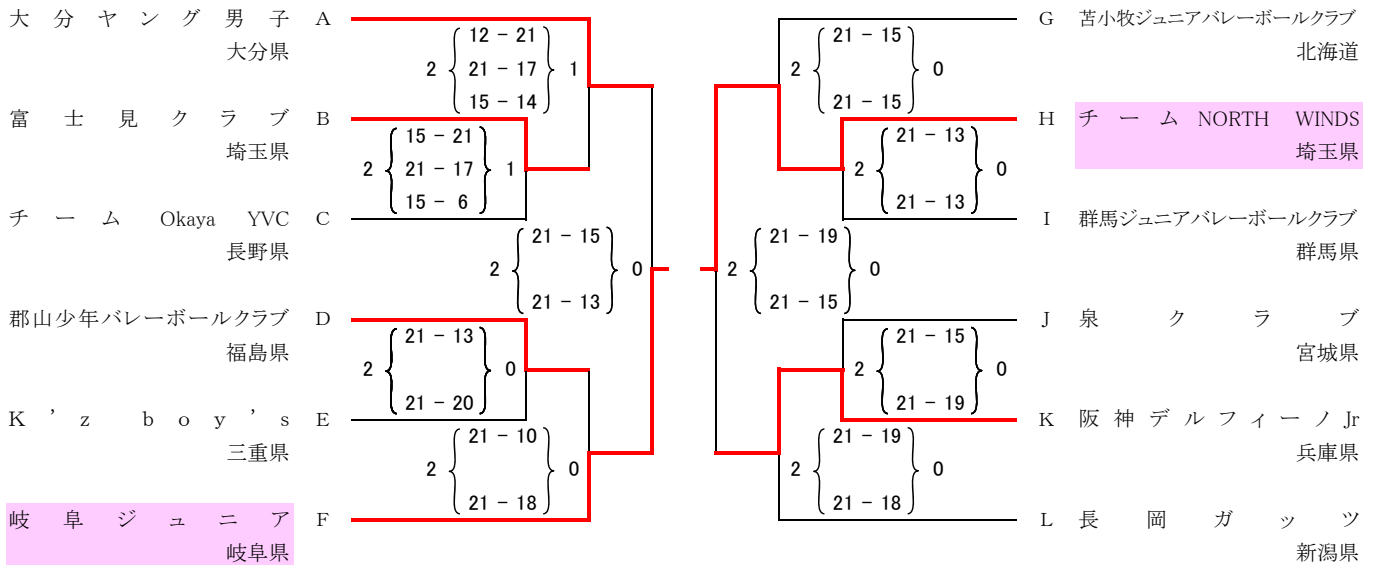 大分ヤング男子 A
大分県
2 12 - 21 1
21 - 17
15 - 14
富士見クラブ B
埼玉県
2 15 - 21 1
21 - 17
15 - 6
チーム Okaya YVC C
長野県
2 21 - 15 0
21 - 13
郡山少年バレーボールクラブ D
福島県
2 21 - 13 0
21 - 20
K'z boy's E
三重県
2 21 - 10 0
21 - 18
岐阜ジュニア F
岐阜県
G 苫小牧ジュニアバレーボールクラブ
北海道
2 21 - 15 0
21 - 15
H チーム NORTH WINDS
埼玉県
2 21 - 13 0
21 - 13
I 群馬ジュニアバレーボールクラブ
群馬県
2 21 - 19 0
21 - 15
J 泉クラブ
宮城県
2 21 - 15 0
21 - 19
K 阪神デルフィーノJr
兵庫県
2 21 - 19 0
21 - 18
L 長岡ガッツ
新潟県